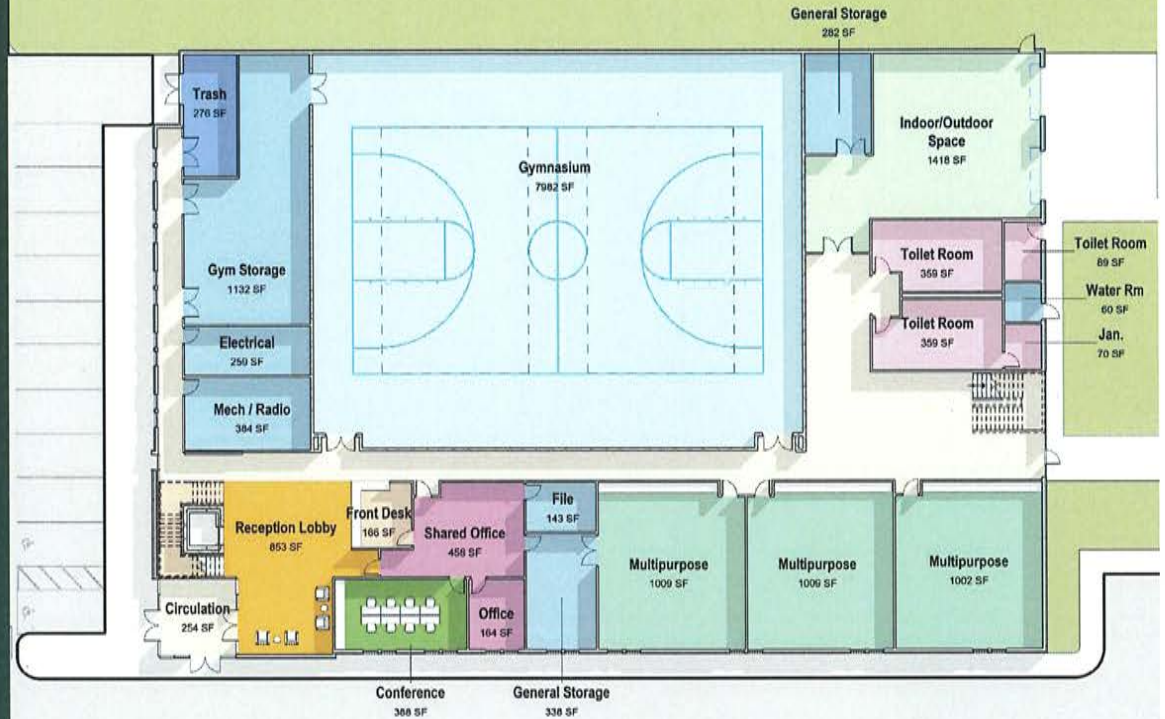 General Storage
282 SF
Trash
276 SF
Indoor/Outdoor
Space
1418 SF
Gymnasium
7982 SF
Toilet Room
359 SF
Toilet Room
89 SF
Gym Storage
1132 SF
Water Rm
60 SF
Toilet Room
359 SF
Jan.
70 SF
Electrical
259 SF
Mech / Radio
384 SF
File
143 SF
Front Desk
166 SF
Reception Lobby
853 SF
Shared Office
458 SF
Multipurpose
1009 SF
Multipurpose
1009 SF
Multipurpose
1002 SF
Circulation
254 SF
Office
164 SF
Conference
388 SF
General Storage
338 SF